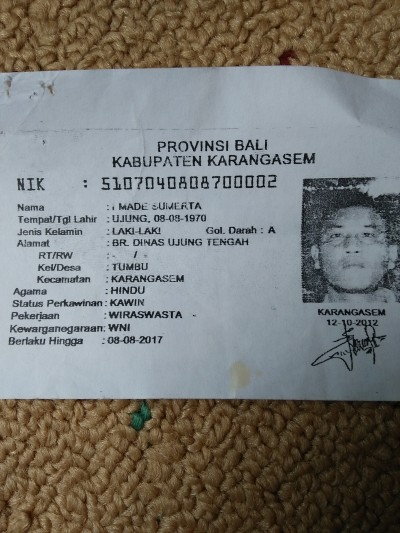 PROVINSI BALI
KABUPATEN KARANGASEM
NIK : 5107040808700002
Nama : I MADE SUMERTA
Tempat/Tgl Lahir : UJUNG, 08-08-1970
Jenis Kelamin : LAKI-LAKI Gol. Darah : A
Alamat : BR. DINAS UJUNG TENGAH
RT/RW : - / -
Kel/Desa : TUMBU
Kecamatan : KARANGASEM
Agama : HINDU
Status Perkawinan : KAWIN
Pekerjaan : WIRASWASTA
Kewarganegaraan : WNI
Berlaku Hingga : 08-08-2017
KARANGASEM
12-10-2012